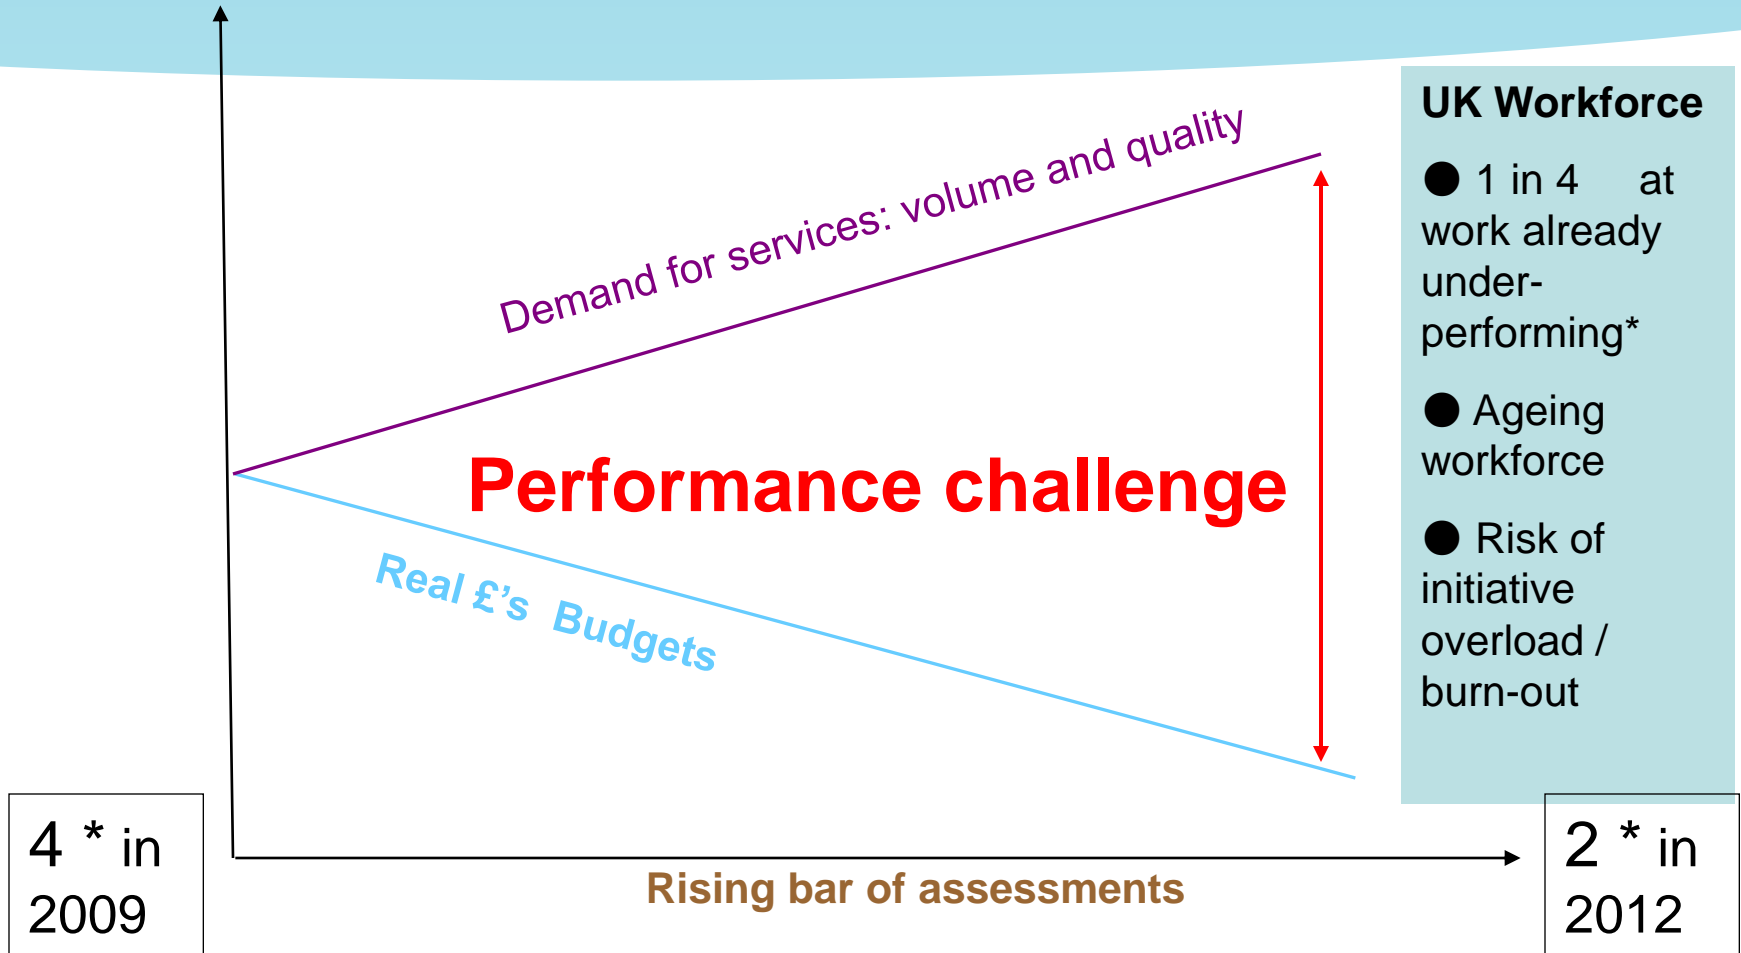 Demand for services: volume and quality
Performance challenge
Real £’s Budgets
Rising bar of assessments
4 * in
2009
2 * in
2012
UK Workforce
● 1 in 4 at
work already
under-
performing*
● Ageing
workforce
● Risk of
initiative
overload /
burn-out